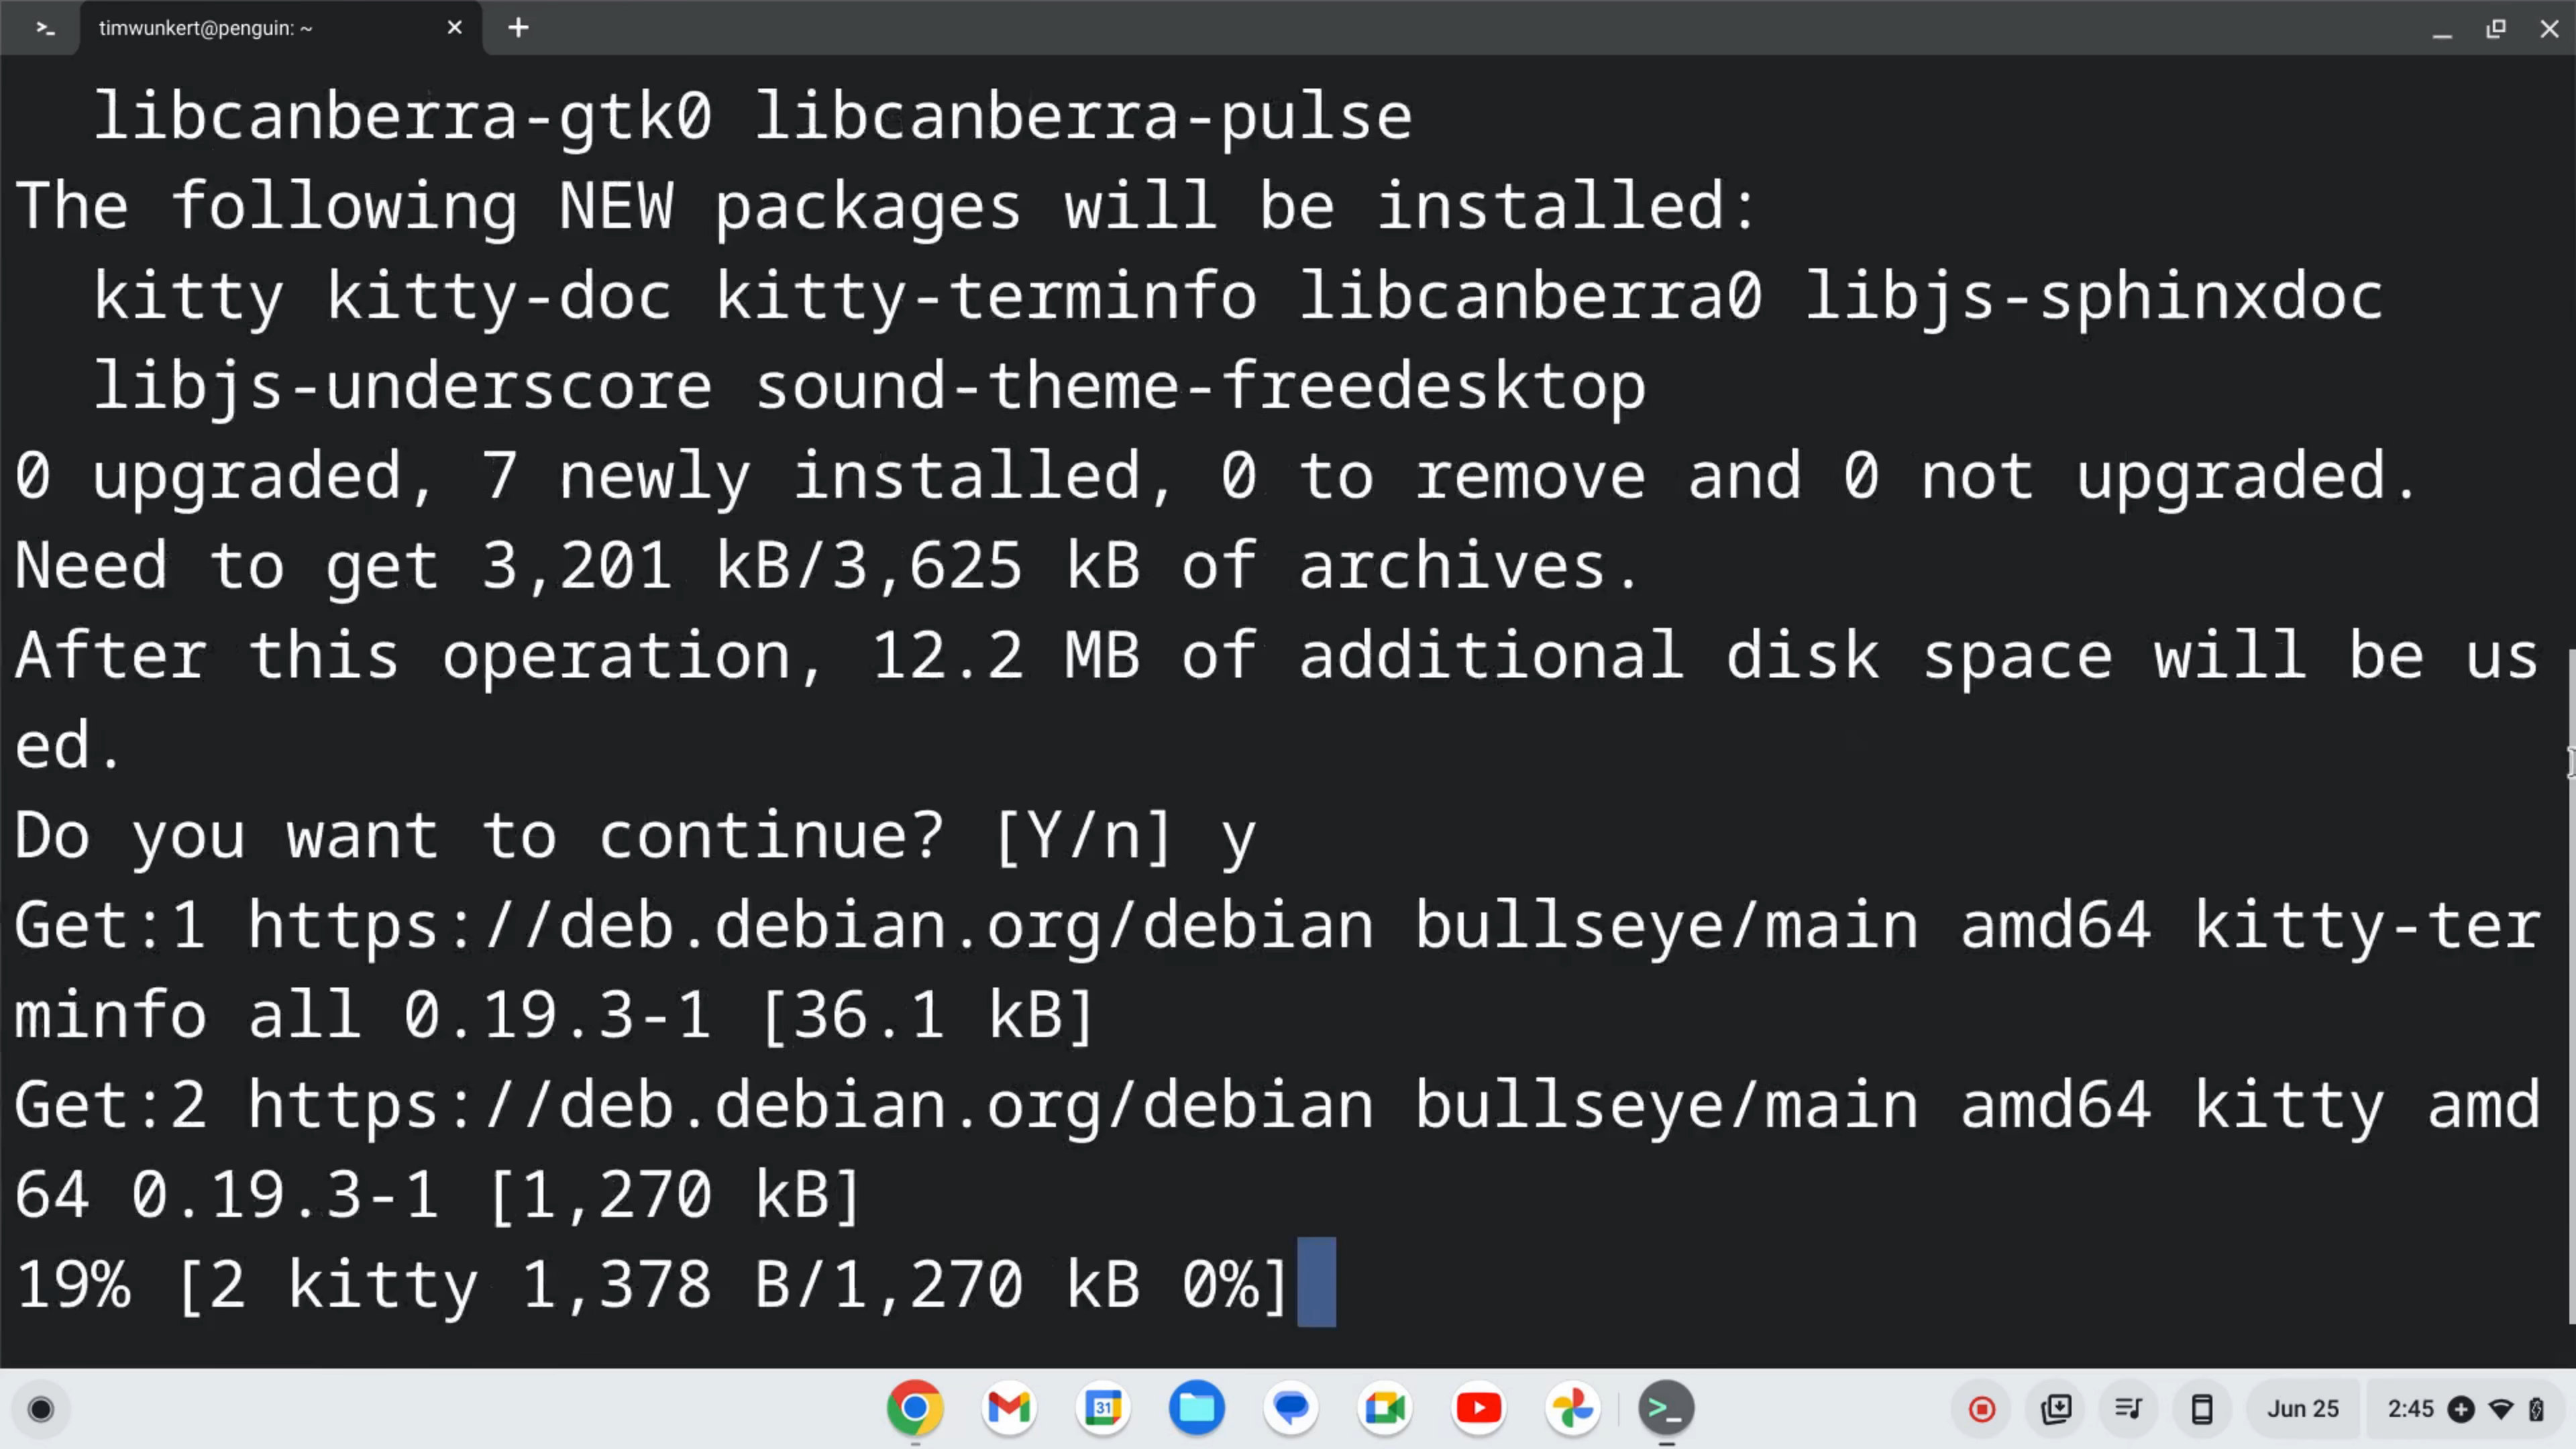 timwunkert@penguin: ~
libcanberra-gtk0 libcanberra-pulse
The following NEW packages will be installed:
kitty kitty-doc kitty-terminfo libcanberra0 libjs-sphinxdoc
libjs-underscore sound-theme-freedesktop
0 upgraded, 7 newly installed, 0 to remove and 0 not upgraded.
Need to get 3,201 kB/3,625 kB of archives.
After this operation, 12.2 MB of additional disk space will be us
ed.
Do you want to continue? [Y/n] y
Get:1 https://deb.debian.org/debian bullseye/main amd64 kitty-ter
minfo all 0.19.3-1 [36.1 kB]
Get:2 https://deb.debian.org/debian bullseye/main amd64 kitty amd
64 0.19.3-1 [1,270 kB]
19% [2 kitty 1,378 B/1,270 kB 0%]
31
Jun 25
2:45